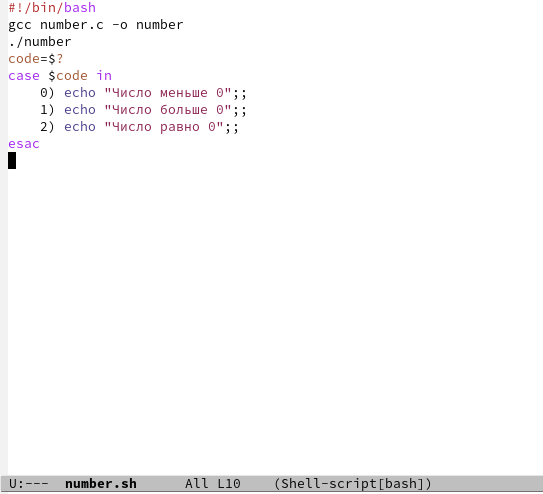 #!/bin/bash
gcc number.c -o number
./number
code=$?
case $code in
    0) echo "Число меньше 0";;
    1) echo "Число больше 0";;
    2) echo "Число равно 0";;
esac
U:---  number.sh      All L10    (Shell-script[bash])